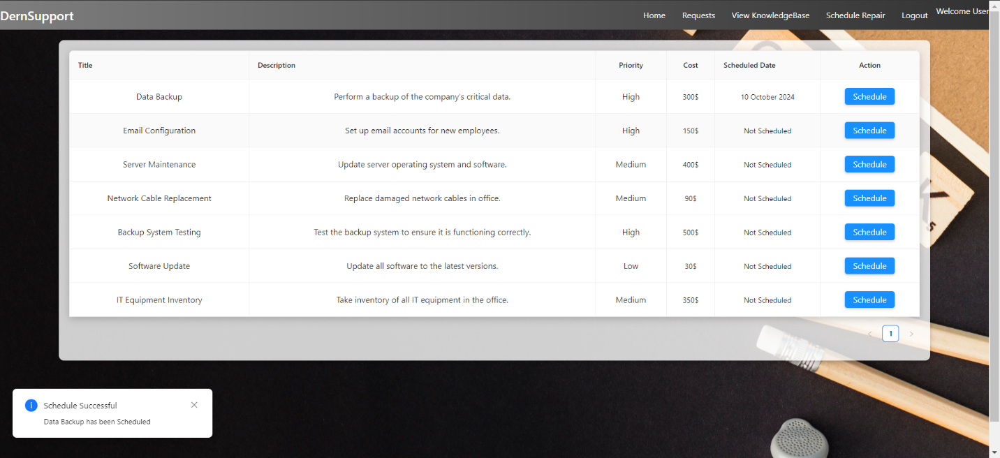 DernSupport
Home Requests View KnowledgeBase Schedule Repair Logout Welcome User
Title Description Priority Cost Scheduled Date Action
Data Backup Perform a backup of the company's critical data. High 300$ 10 October 2024 Schedule
Email Configuration Set up email accounts for new employees. High 150$ Not Scheduled Schedule
Server Maintenance Update server operating system and software. Medium 400$ Not Scheduled Schedule
Network Cable Replacement Replace damaged network cables in office. Medium 90$ Not Scheduled Schedule
Backup System Testing Test the backup system to ensure it is functioning correctly. High 500$ Not Scheduled Schedule
Software Update Update all software to the latest versions. Low 30$ Not Scheduled Schedule
IT Equipment Inventory Take inventory of all IT equipment in the office. Medium 350$ Not Scheduled Schedule
< 1 >
K5
Schedule Successful
Data Backup has been Scheduled